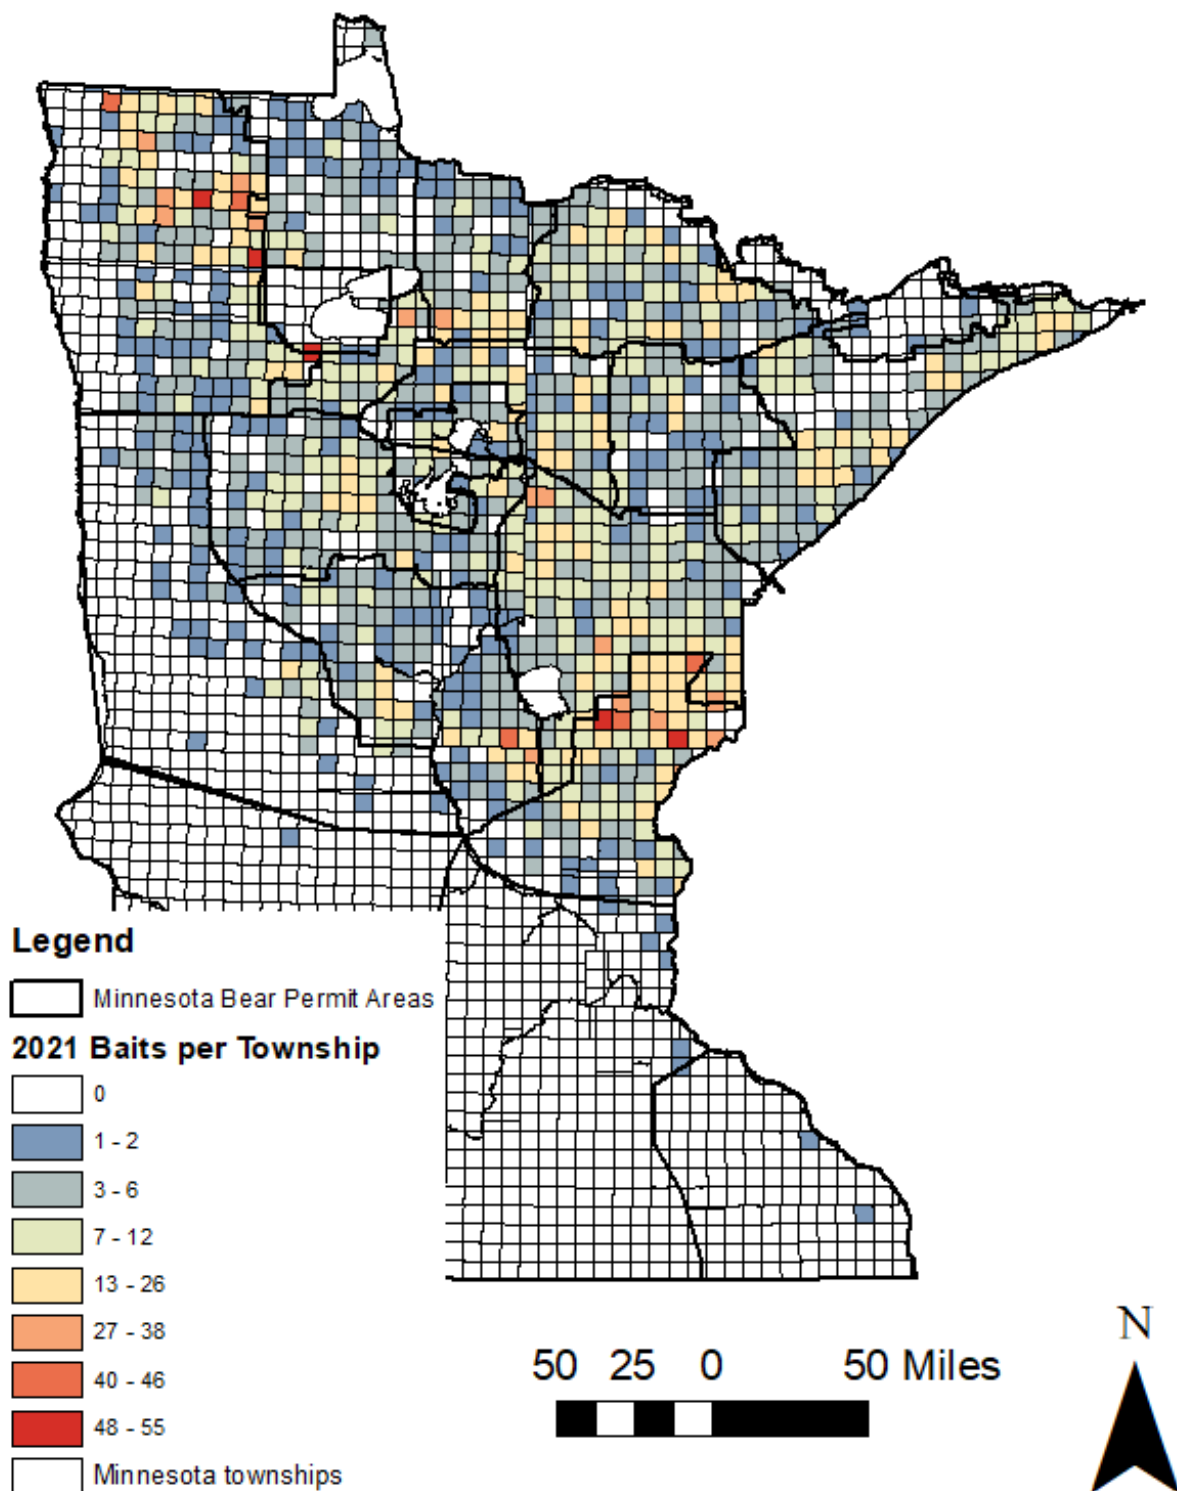 Legend
Minnesota Bear Permit Areas
2021 Baits per Township
0
1 - 2
3 - 6
7 - 12
13 - 26
27 - 38
40 - 46
48 - 55
Minnesota townships
50 25 0 50 Miles
N